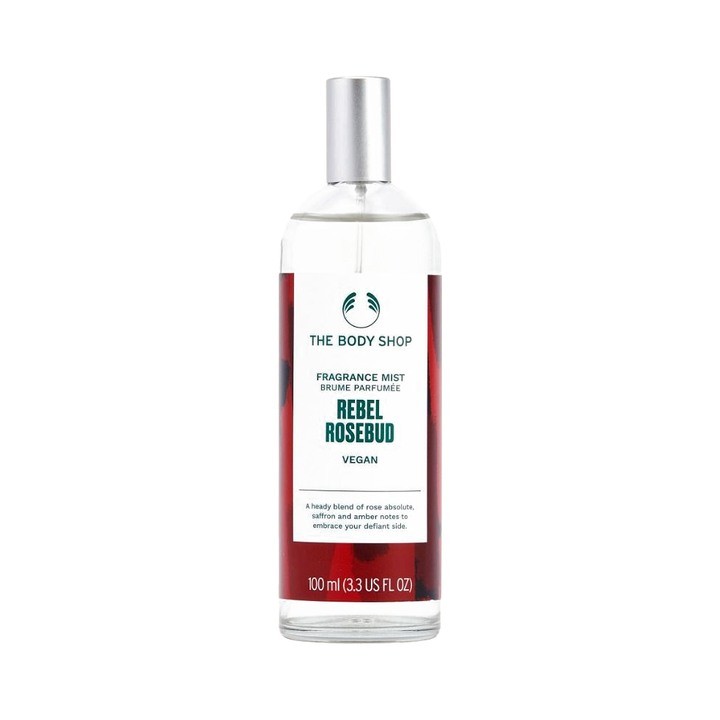 THE BODY SHOP
FRAGRANCE MIST
BRUME PARFUMÉE
REBEL
ROSEBUD
VEGAN
A heady blend of rose absolute,
saffron and amber notes to
embrace your defiant side.
100 ml (3.3 US FL OZ)